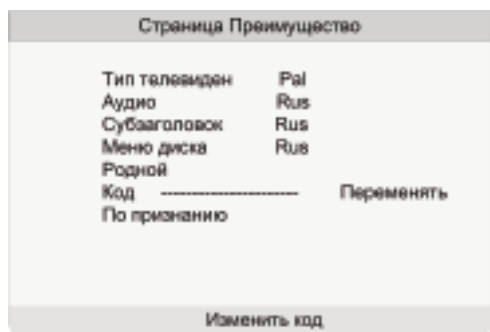 Страница Преимущество
Тип телевиден Pal
Аудио Rus
Субзаголовок Rus
Меню диска Rus
Родной
Код ------------------------- Переменять
По признанию
Изменить код